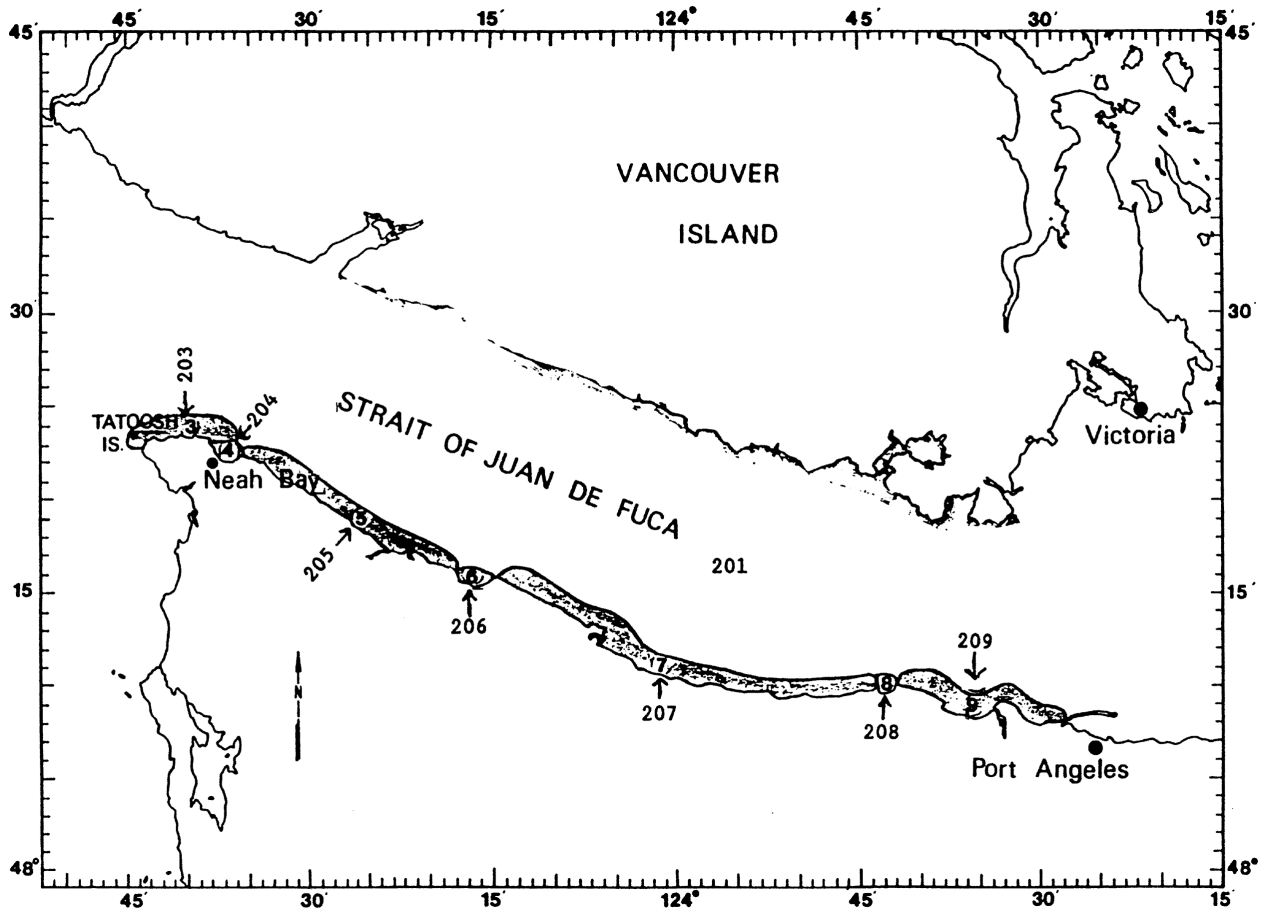 45´ 30´ 15´ 124° 45´ 30´ 15´
45´ 45´
VANCOUVER
ISLAND
30´ 30´
203
204
TATOOSH
IS.
3
4
Neah Bay
STRAIT OF JUAN DE FUCA
Victoria
5
205
6
206
201
15´ 15´
7
207
8
208
209
9
N
Port Angeles
48° 48°
45´ 30´ 15´ 124° 45´ 30´ 15´